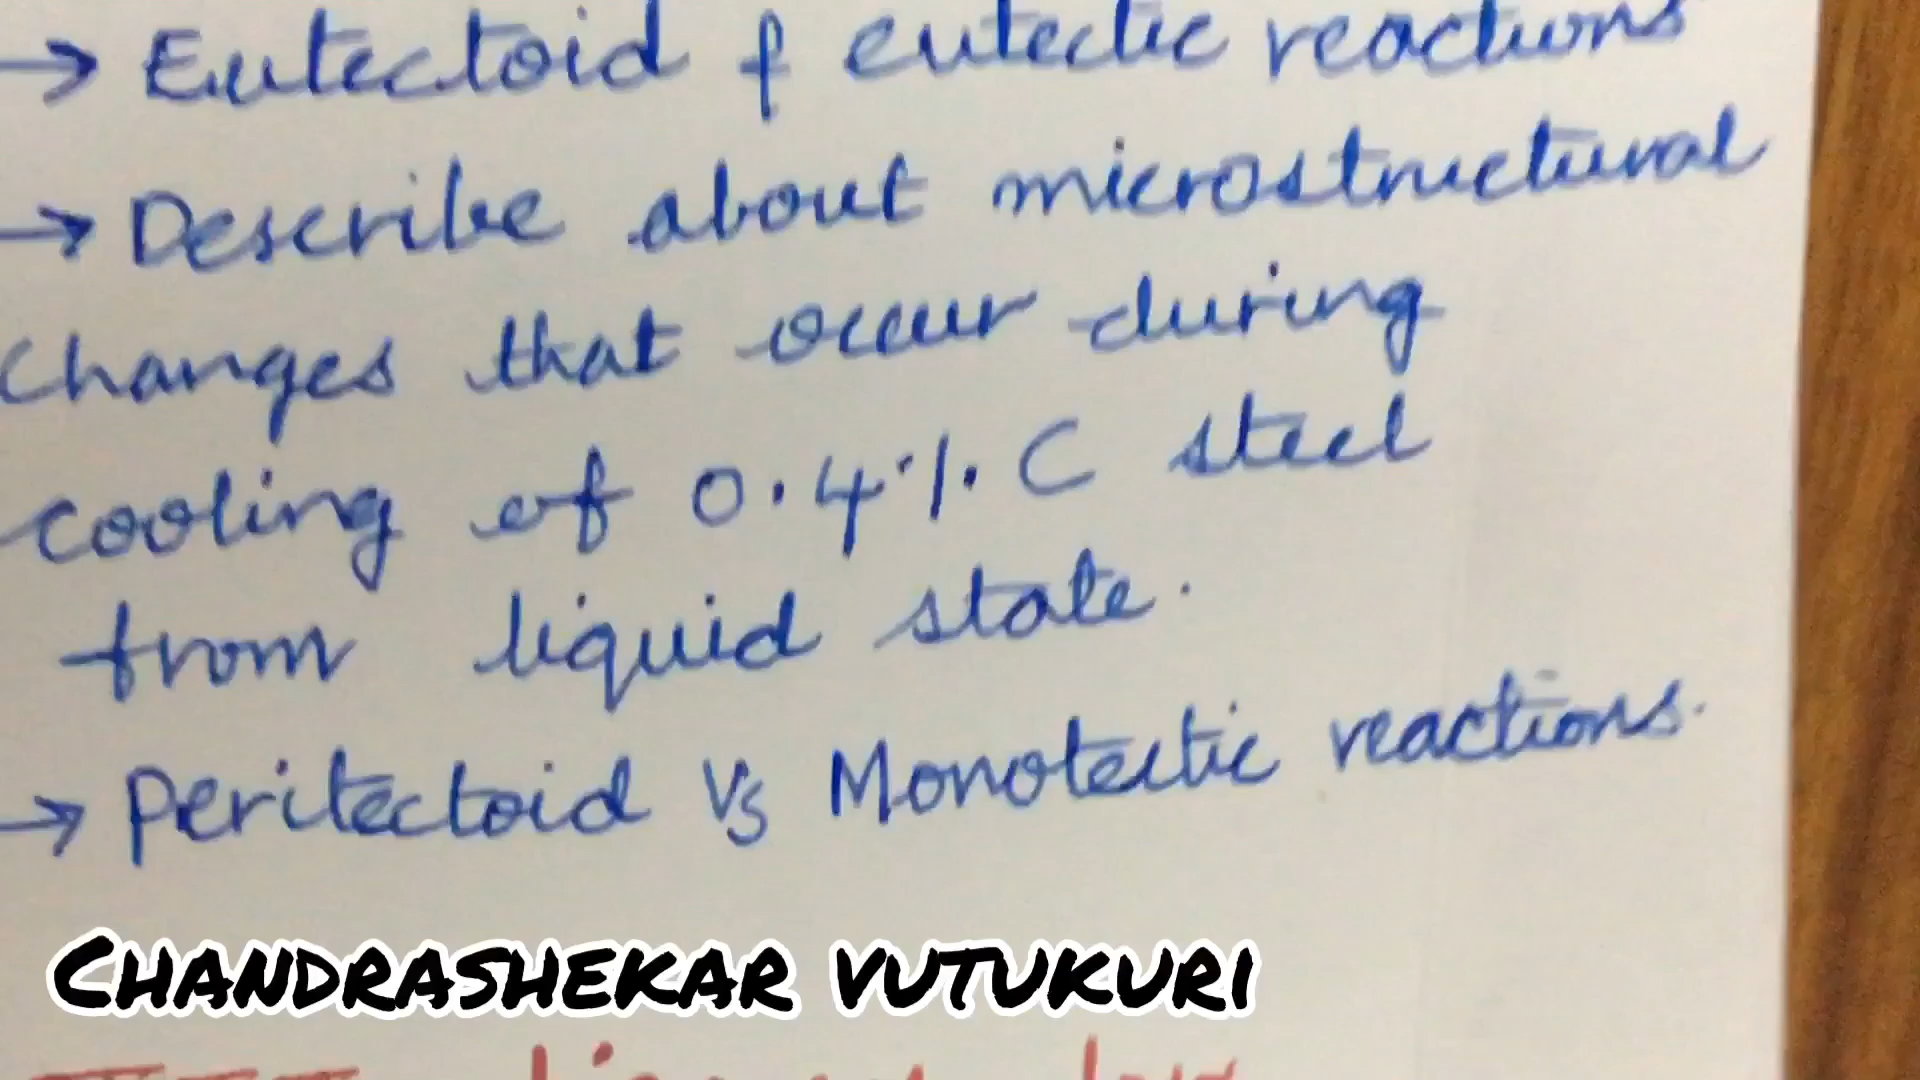 → Eutectoid & eutectic reactions
→ Describe about microstructural
changes that occur during
cooling of 0.4% C steel
from liquid state.
→ Peritectoid Vs Monotectic reactions.
CHANDRASHEKAR VUTUKURI